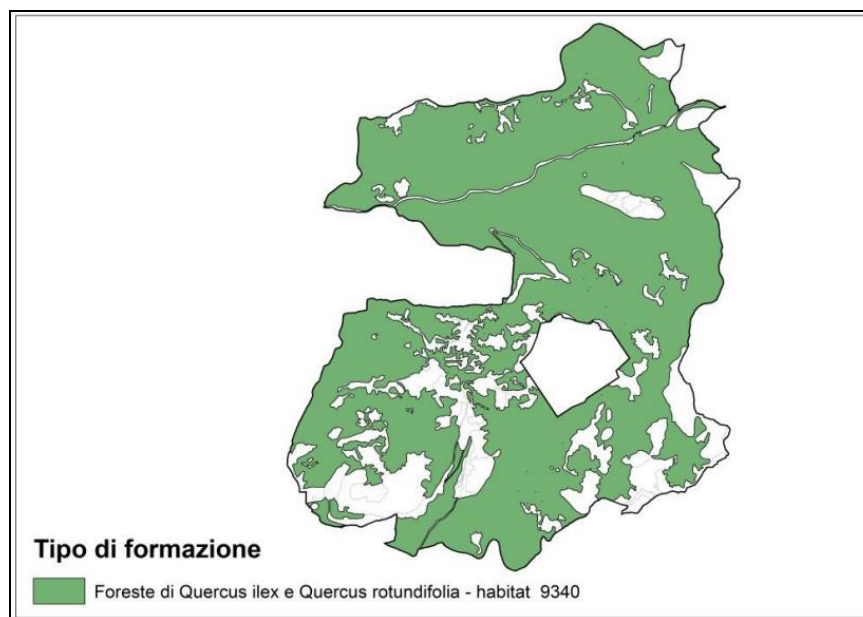 Tipo di formazione
Foreste di Quercus ilex e Quercus rotundifolia - habitat 9340